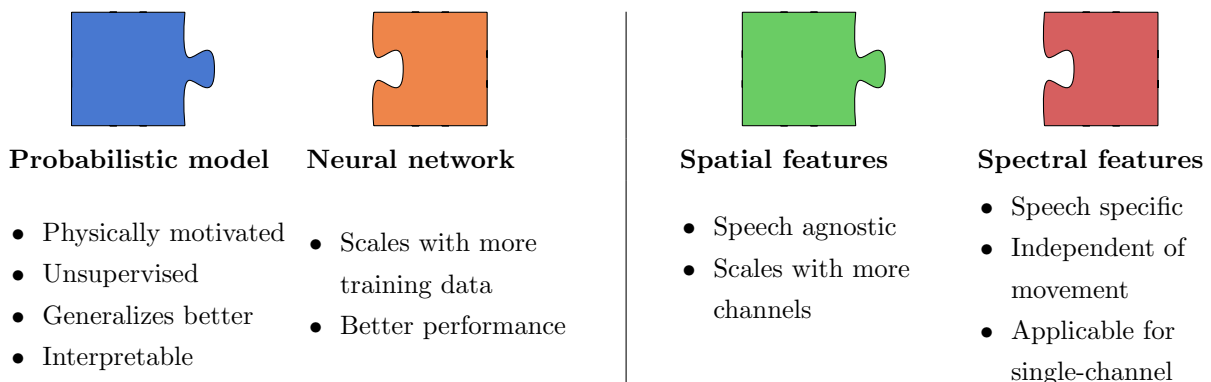 Probabilistic model
• Physically motivated
• Unsupervised
• Generalizes better
• Interpretable
Neural network
• Scales with more
training data
• Better performance
Spatial features
• Speech agnostic
• Scales with more
channels
Spectral features
• Speech specific
• Independent of
movement
• Applicable for
single-channel